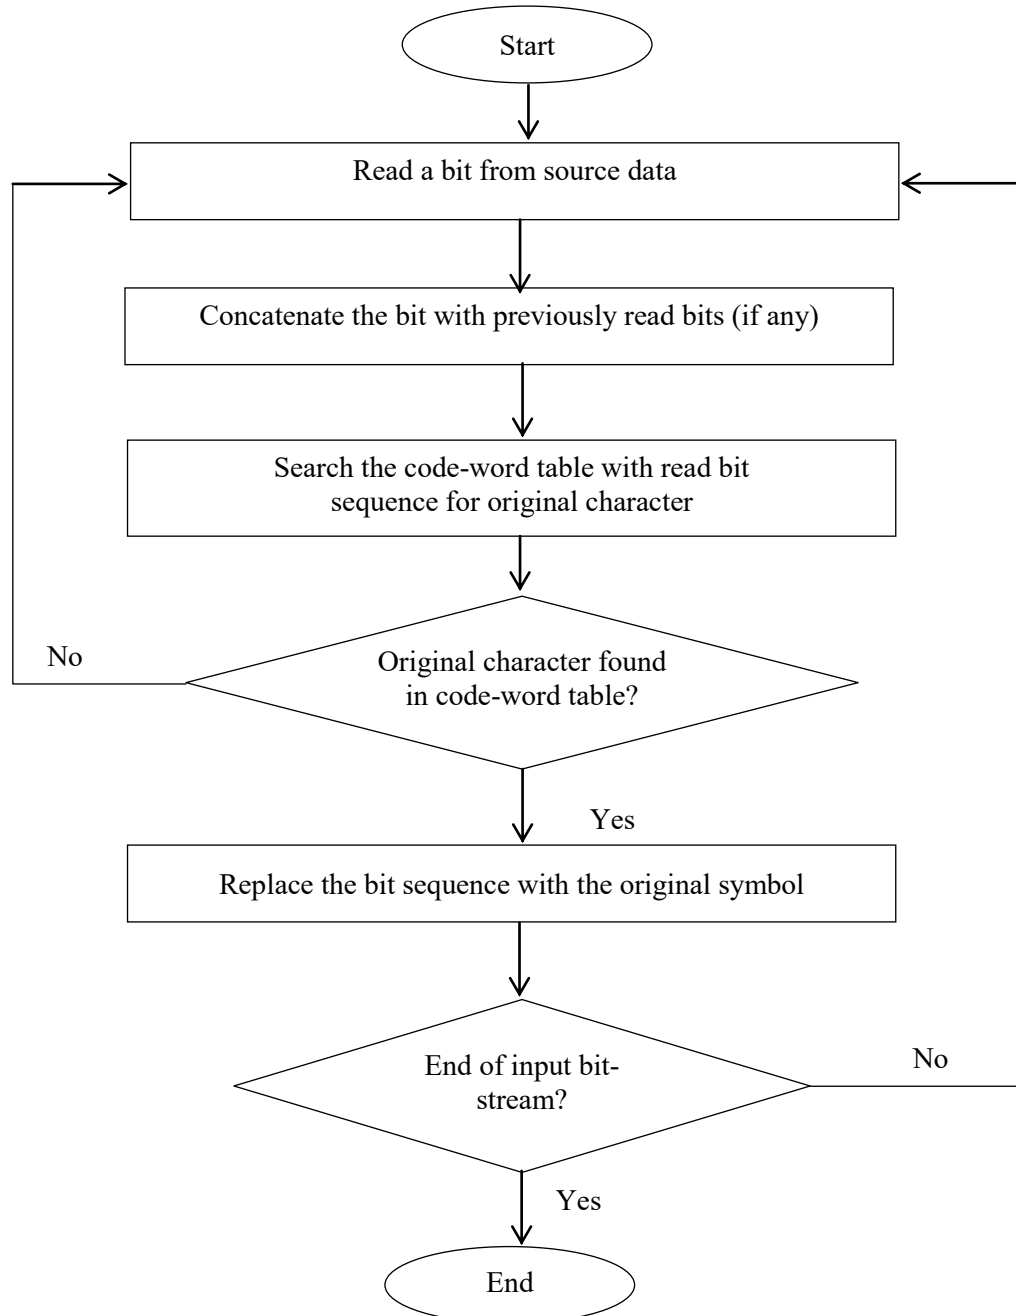 Start
Read a bit from source data
Concatenate the bit with previously read bits (if any)
Search the code-word table with read bit
sequence for original character
No
Original character found
in code-word table?
Yes
Replace the bit sequence with the original symbol
End of input bit-
stream?
No
Yes
End